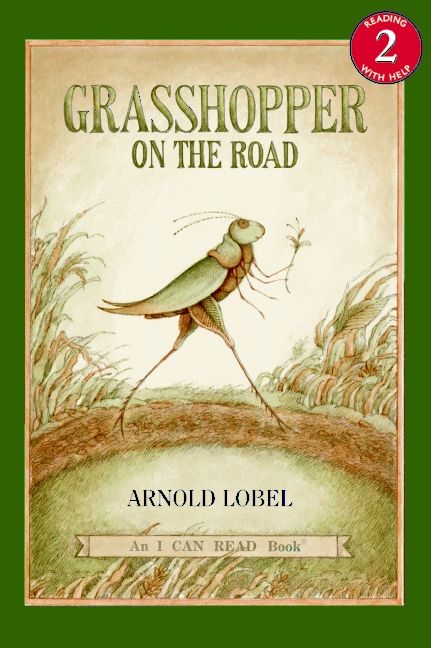 READING
2
WITH HELP
GRASSHOPPER
ON THE ROAD
ARNOLD LOBEL
An I CAN READ Book®